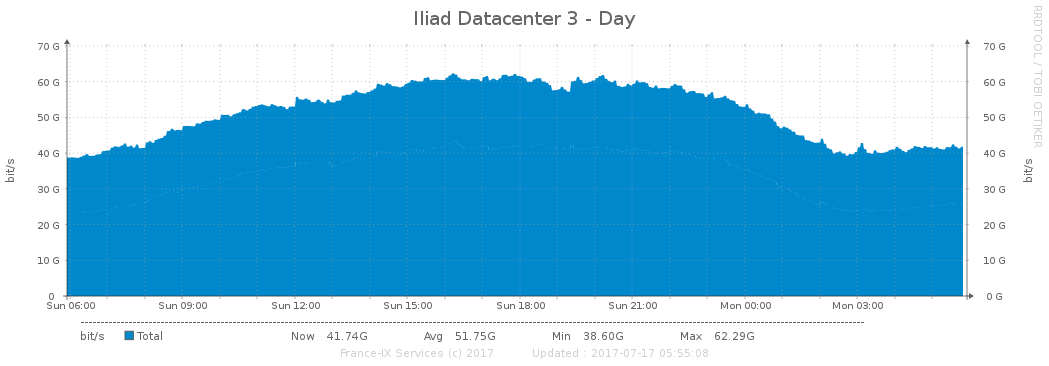 Iliad Datacenter 3 - Day
RRDTOOL / TOBI OETIKER
70 G 70 G
60 G 60 G
50 G 50 G
40 G 40 G
30 G 30 G
20 G 20 G
10 G 10 G
0 0 G
bit/s bit/s
Sun 06:00 Sun 09:00 Sun 12:00 Sun 15:00 Sun 18:00 Sun 21:00 Mon 00:00 Mon 03:00
bit/s Total Now 41.74G Avg 51.75G Min 38.60G Max 62.29G
France-IX Services (c) 2017 Updated : 2017-07-17 05:55:08